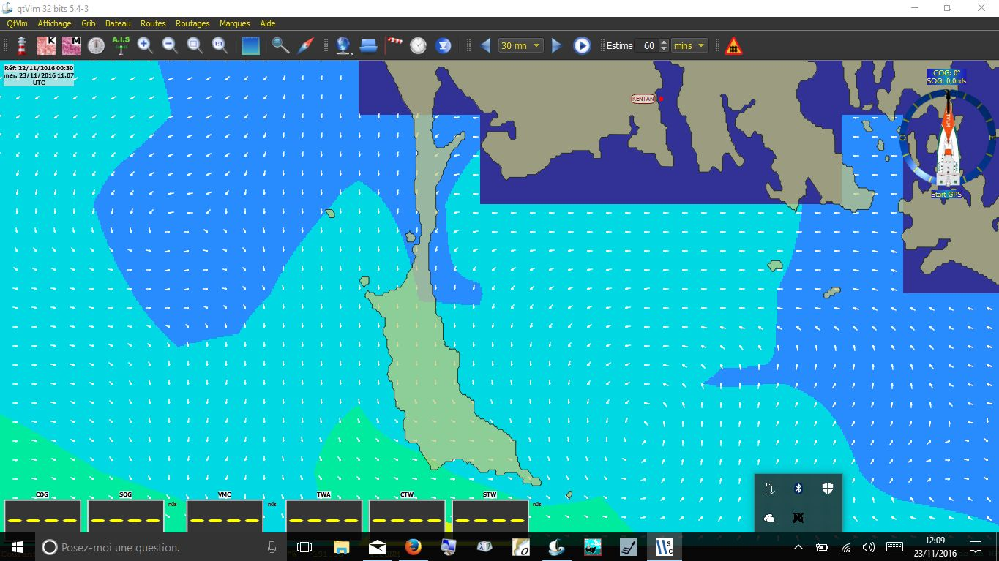 qtVlm 32 bits 5.4-3
QtVlm Affichage Grib Bateau Routes Routages Marques Aide
K M A.I.S 1:1 30 mn Estime 60 mins
Réf: 22/11/2016 00:30
mer. 23/11/2016 11:07
UTC
COG: 0°
SOG: 0,0nds
KENTAN
Start GPS
COG SOG VMC TWA CTW STW
nds nds nds
Posez-moi une question.
12:09
23/11/2016